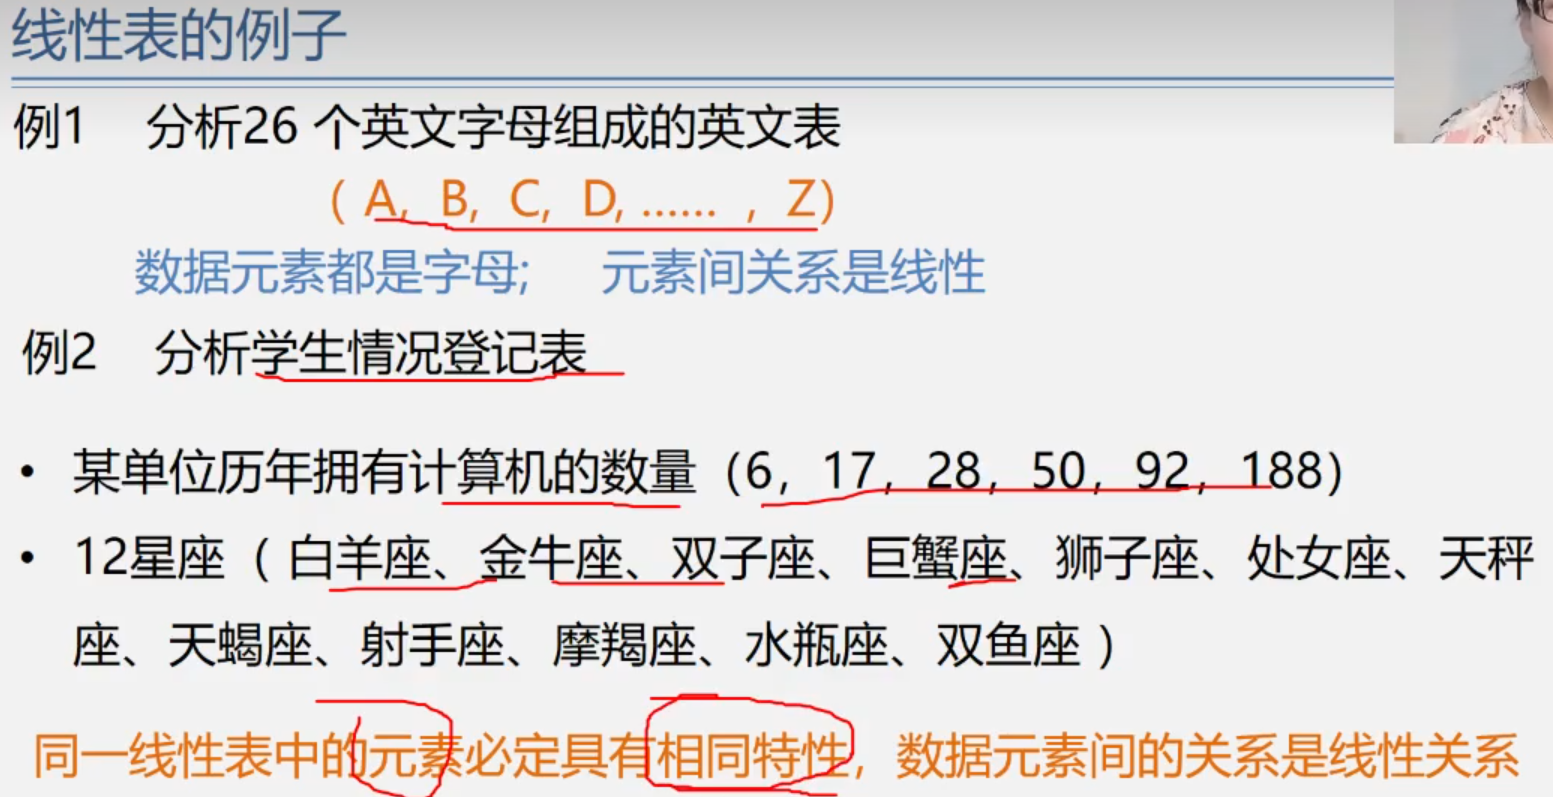 线性表的例子
例1 分析26 个英文字母组成的英文表
( A, B, C, D, …… , Z)
数据元素都是字母; 元素间关系是线性
例2 分析学生情况登记表
• 某单位历年拥有计算机的数量（6，17，28，50，92，188）
• 12星座（ 白羊座、金牛座、双子座、巨蟹座、狮子座、处女座、天秤
座、天蝎座、射手座、摩羯座、水瓶座、双鱼座 ）
同一线性表中的元素必定具有相同特性，数据元素间的关系是线性关系